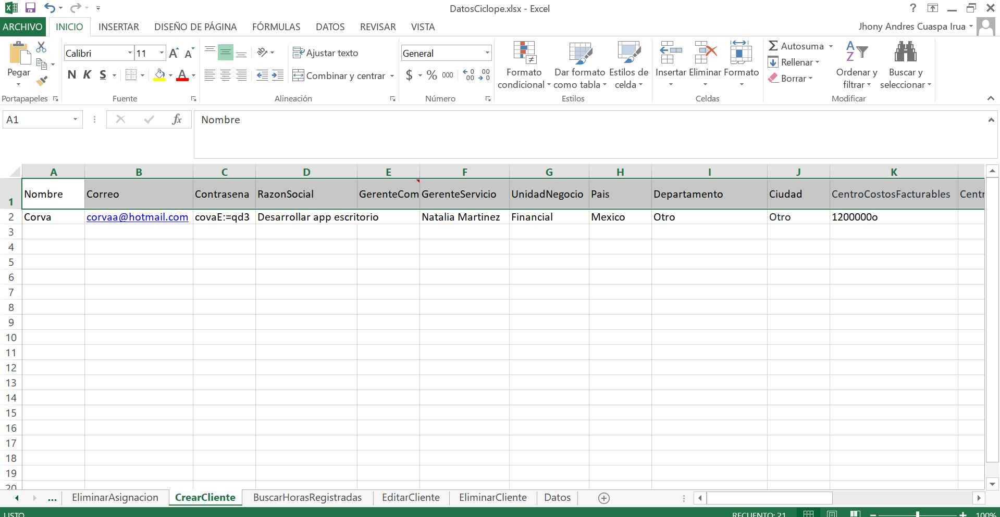 DatosCiclope.xlsx - Excel
ARCHIVO INICIO INSERTAR DISEÑO DE PÁGINA FÓRMULAS DATOS REVISAR VISTA Jhony Andres Cuaspa Irua
Pegar
Portapapeles
Calibri 11
N K S
Fuente
Ajustar texto
Combinar y centrar
Alineación
General
$ % 000
Número
Formato condicional
Dar formato como tabla
Estilos de celda
Estilos
Insertar Eliminar Formato
Celdas
Autosuma
Rellenar
Borrar
Ordenar y filtrar
Buscar y seleccionar
Modificar
A1 fx Nombre
A B C D E F G H I J K
1 Nombre Correo Contrasena RazonSocial GerenteCom GerenteServicio UnidadNegocio Pais Departamento Ciudad CentroCostosFacturables Centr
2 Corva corvaa@hotmail.com covaE:=qd3 Desarrollar app escritorio Natalia Martinez Financial Mexico Otro Otro 1200000o
3
4
5
6
7
8
9
10
11
12
13
14
15
16
17
18
19
20
... EliminarAsignacion CrearCliente BuscarHorasRegistradas EditarCliente EliminarCliente Datos
LISTO RECUENTO: 21 100%